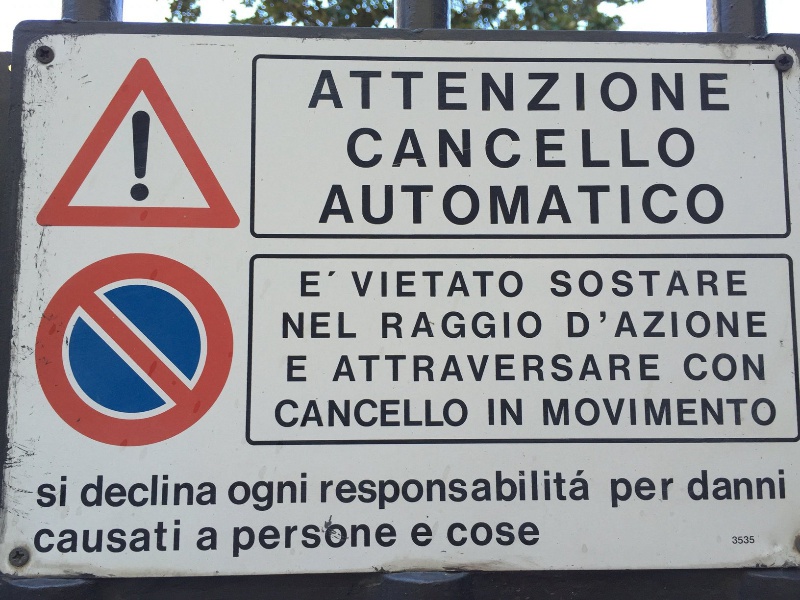 ATTENZIONE
CANCELLO
AUTOMATICO
E´ VIETATO SOSTARE
NEL RAGGIO D'AZIONE
E ATTRAVERSARE CON
CANCELLO IN MOVIMENTO
si declina ogni responsabilitá per danni
causati a persone e cose
3535